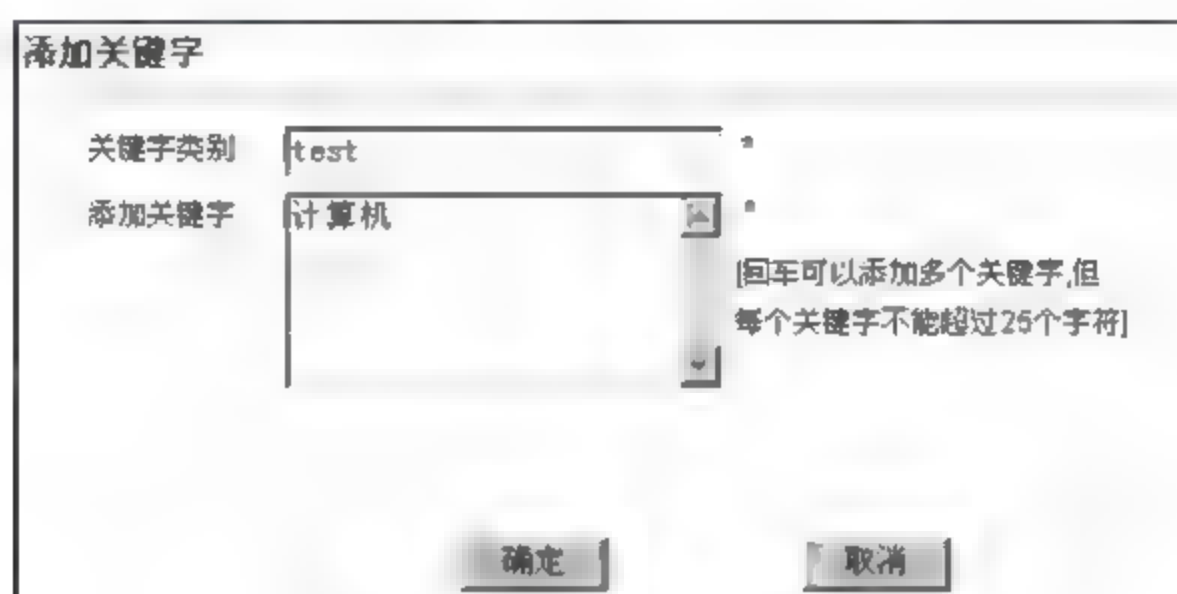 添加关键字
关键字类别 test *
添加关键字 计算机 *
[回车可以添加多个关键字,但
每个关键字不能超过25个字符]
确定 取消